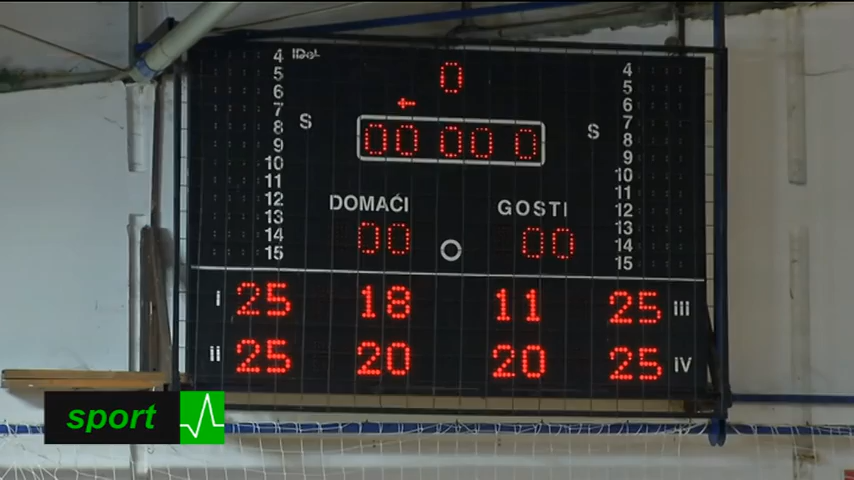 4 IDeL 0 4
5 5
6 6
7 7
S 8 00 00 0 S 8
9 9
10 10
11 11
12 DOMAĆI GOSTI 12
13 13
14 00 00 14
15 15
I 25 18 11 25 III
II 25 20 20 25 IV
sport